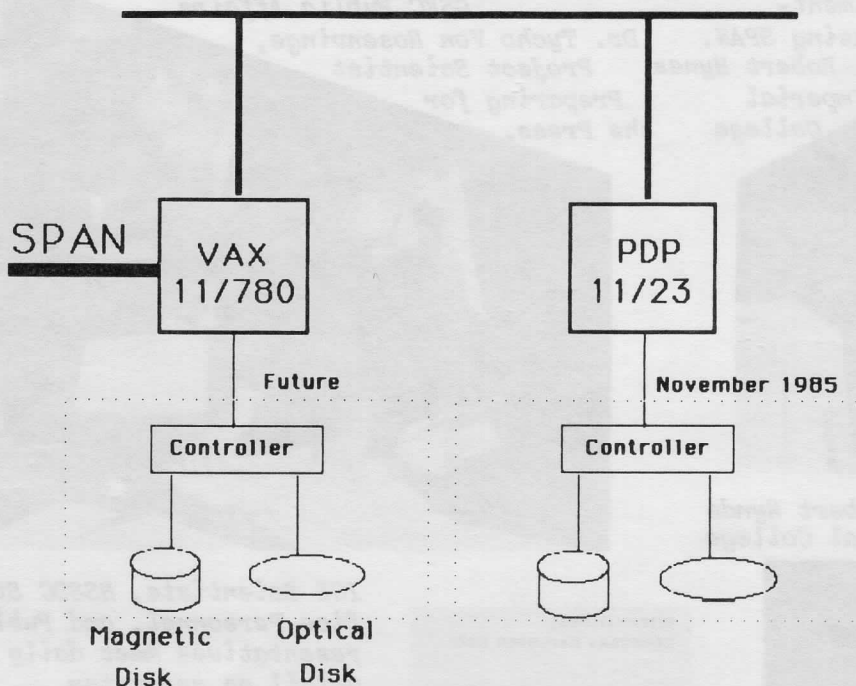 SPAN
VAX
11/780
PDP
11/23
Future
November 1985
Controller
Controller
Magnetic
Disk
Optical
Disk